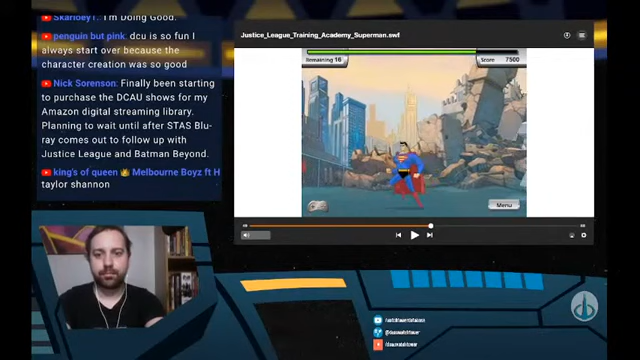 Skarloey1: I'm Doing Good.
penguin but pink: dcu is so fun I
always start over because the
character creation was so good
Nick Sorenson: Finally been starting
to purchase the DCAU shows for my
Amazon digital streaming library.
Planning to wait until after STAS Blu-
ray comes out to follow up with
Justice League and Batman Beyond.
king's of queen Melbourne Boyz ft H
taylor shannon
Justice_League_Training_Academy_Superman.swf
Remaining 16
Score 7500
Menu